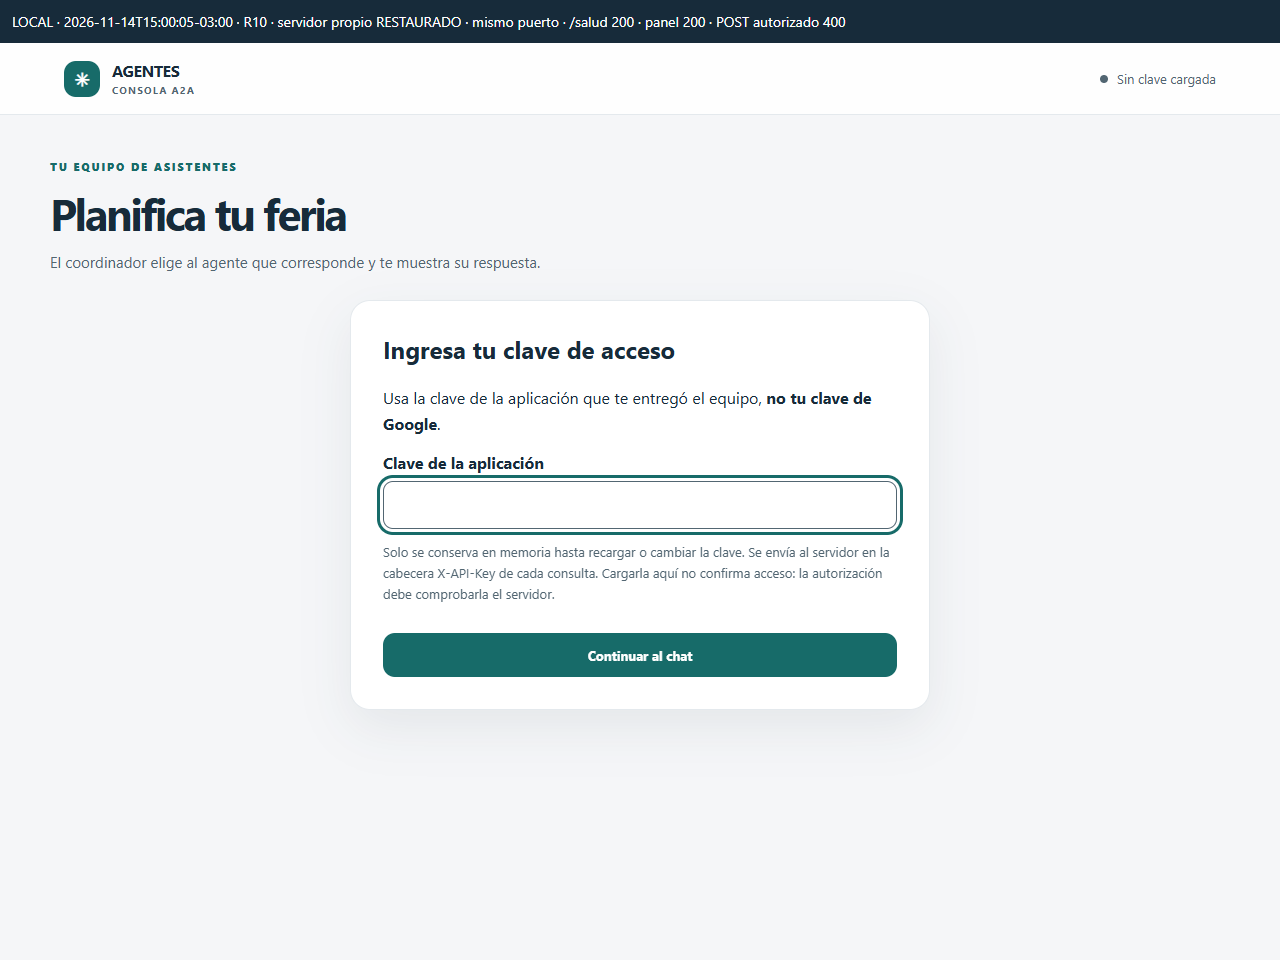 LOCAL · 2026-11-14T15:00:05-03:00 · R10 · servidor propio RESTAURADO · mismo puerto · /salud 200 · panel 200 · POST autorizado 400
AGENTES
CONSOLA A2A
Sin clave cargada
TU EQUIPO DE ASISTENTES
Planifica tu feria
El coordinador elige al agente que corresponde y te muestra su respuesta.
Ingresa tu clave de acceso
Usa la clave de la aplicación que te entregó el equipo, no tu clave de
Google.
Clave de la aplicación
Solo se conserva en memoria hasta recargar o cambiar la clave. Se envía al servidor en la
cabecera X-API-Key de cada consulta. Cargarla aquí no confirma acceso: la autorización
debe comprobarla el servidor.
Continuar al chat